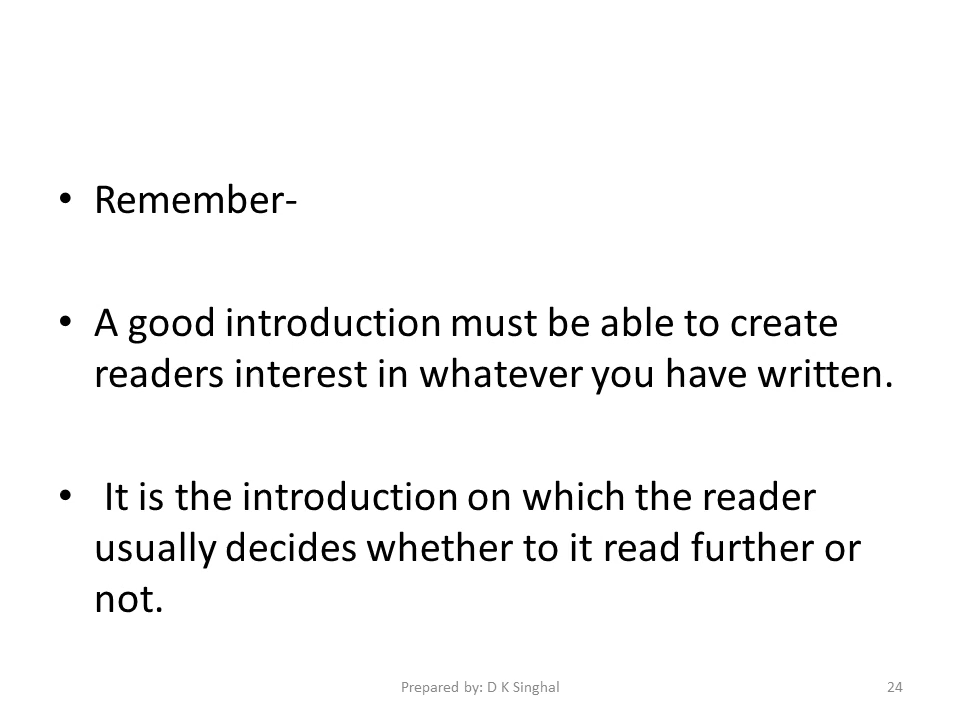 • Remember-
• A good introduction must be able to create
readers interest in whatever you have written.
• It is the introduction on which the reader
usually decides whether to it read further or
not.
Prepared by: D K Singhal
24